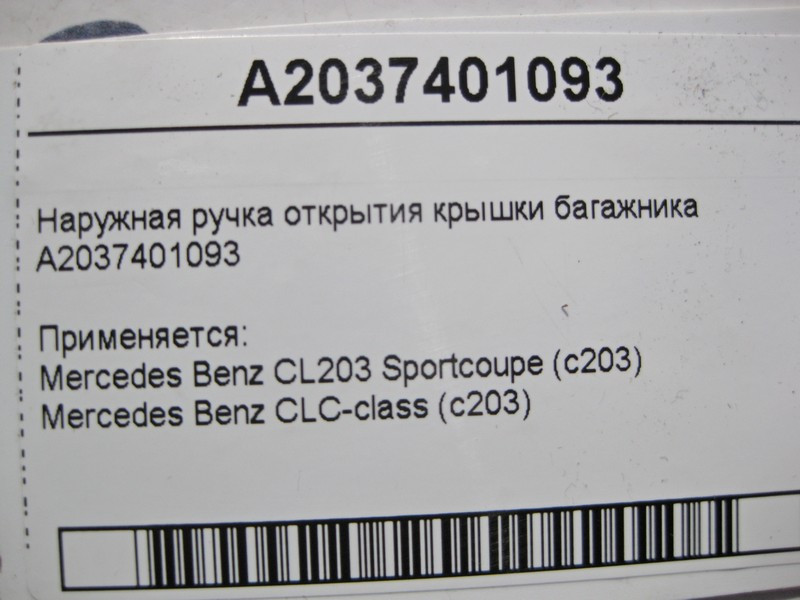 A2037401093
Наружная ручка открытия крышки багажника
A2037401093
Применяется:
Mercedes Benz CL203 Sportcoupe (c203)
Mercedes Benz CLC-class (c203)